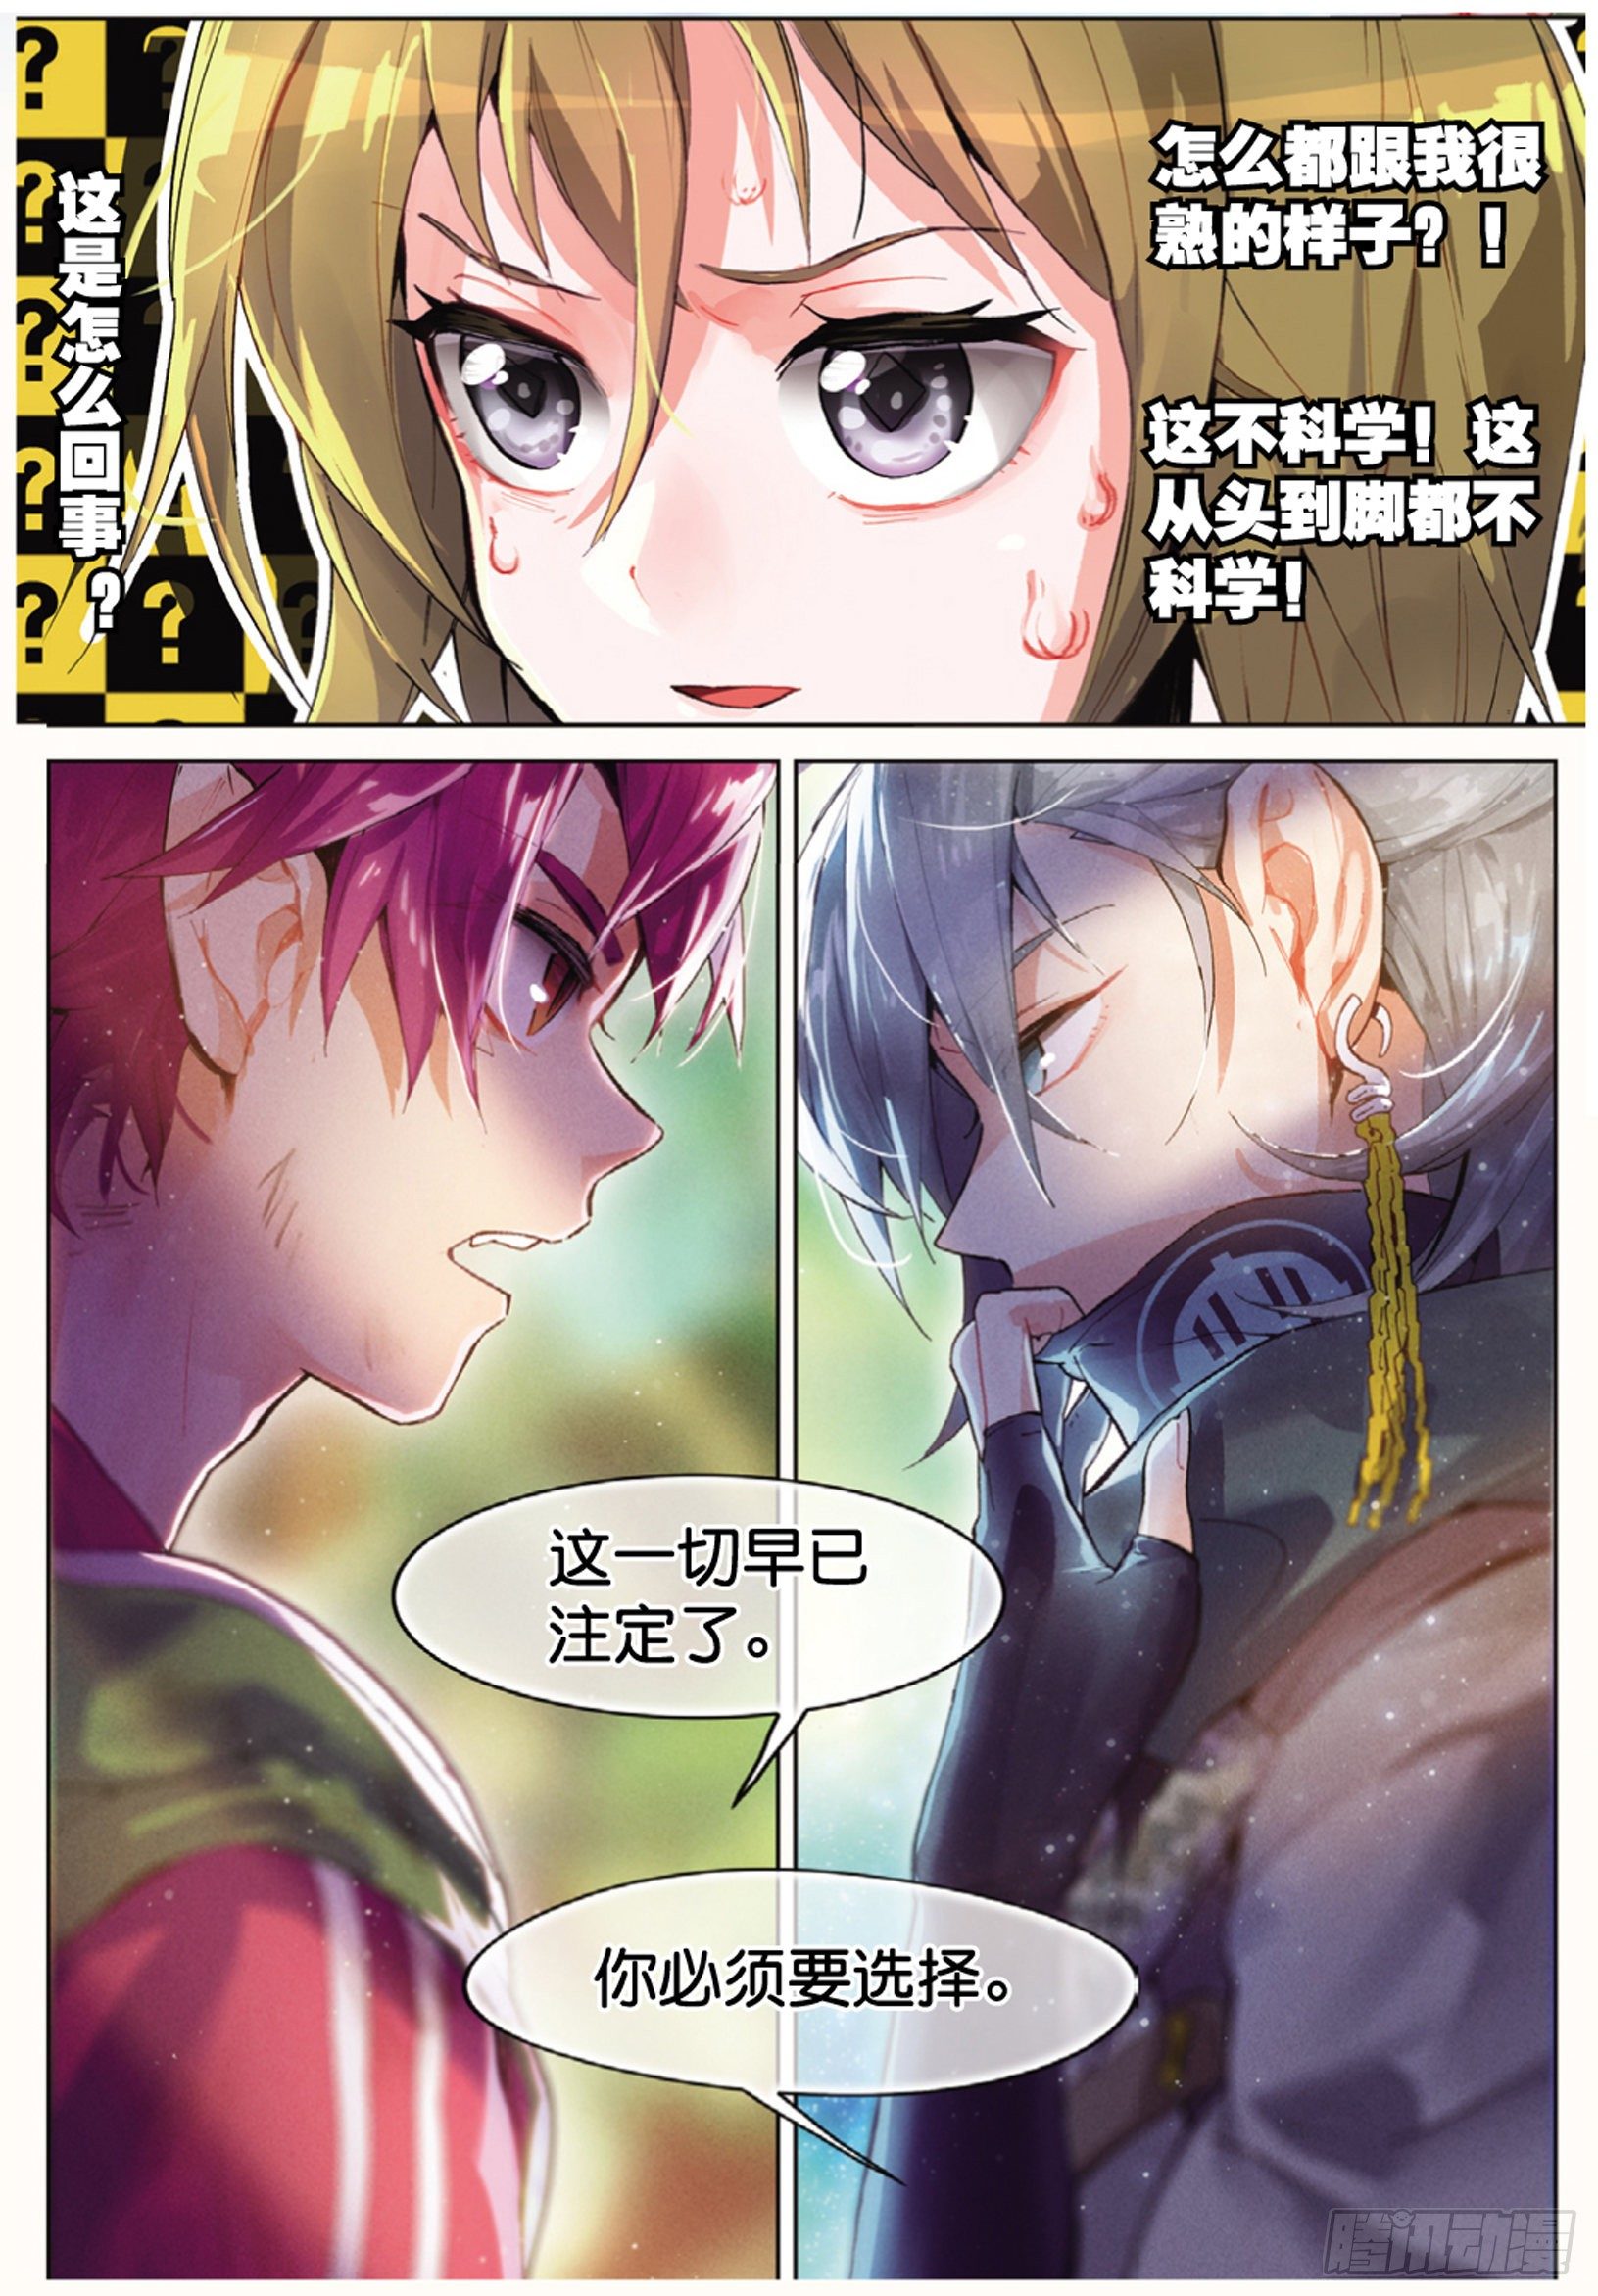 这是怎么回事？
怎么都跟我很
熟的样子？！
这不科学！这
从头到脚都不
科学！
这一切早已
注定了。
你必须要选择。
腾讯动漫